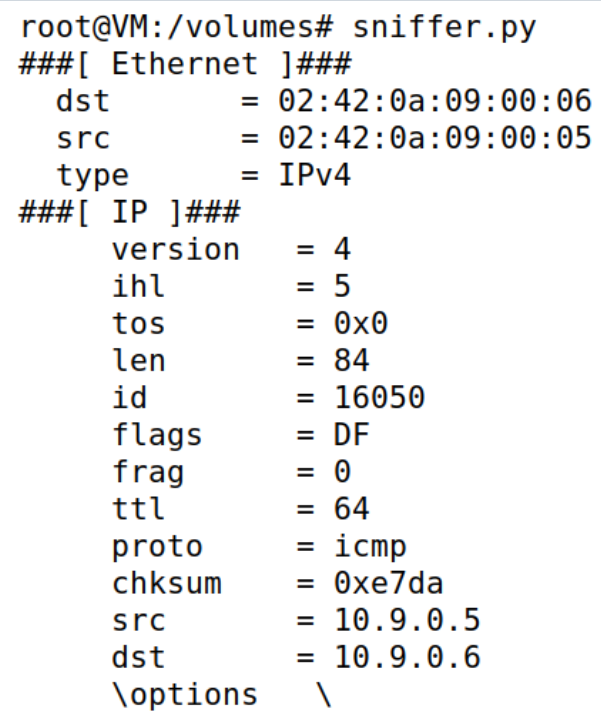 root@VM:/volumes# sniffer.py
###[ Ethernet ]###
  dst       = 02:42:0a:09:00:06
  src       = 02:42:0a:09:00:05
  type      = IPv4
###[ IP ]###
     version   = 4
     ihl       = 5
     tos       = 0x0
     len       = 84
     id        = 16050
     flags     = DF
     frag      = 0
     ttl       = 64
     proto     = icmp
     chksum    = 0xe7da
     src       = 10.9.0.5
     dst       = 10.9.0.6
     \options   \